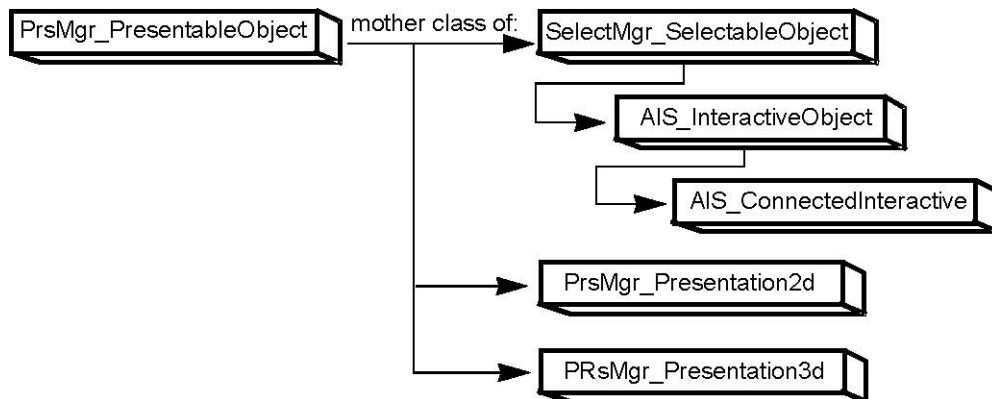 PrsMgr_PresentableObject
mother class of:
SelectMgr_SelectableObject
AIS_InteractiveObject
AIS_ConnectedInteractive
PrsMgr_Presentation2d
PRsMgr_Presentation3d